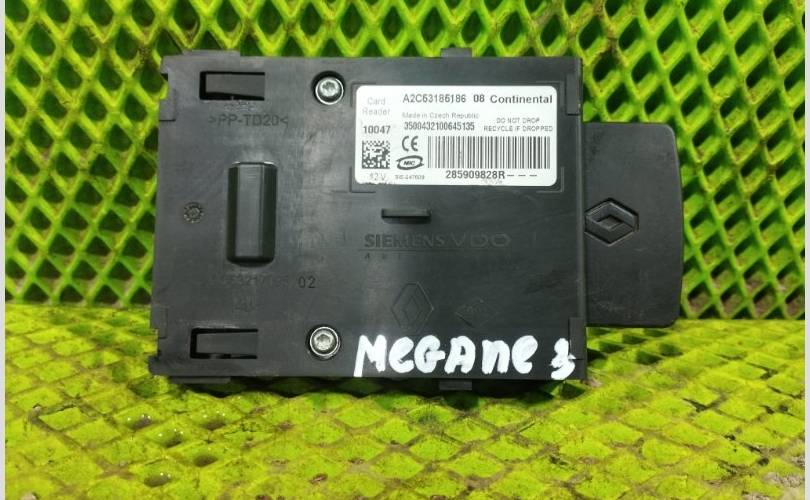 >PP-TD20<
Card
Reader
A2C53186186 08 Continental
Made in Czech Republic
DO NOT DROP
10047
3500432100645135
RECYCLE IF DROPPED
CE
12V
285909828R---
SIEMENS VDO
02
MEGANE 3